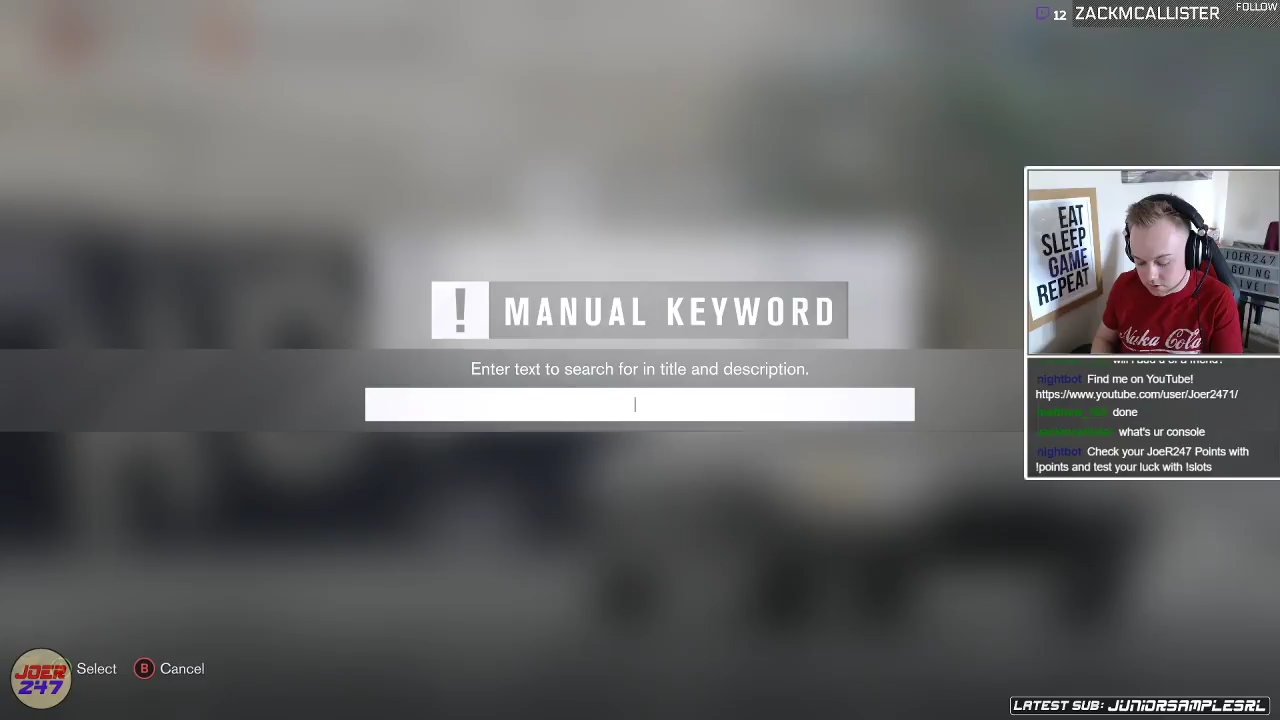 12 ZACKMCALLISTER FOLLOW
EAT
SLEEP
GAME
REPEAT
JOER247
GOING
LIVE!
Nuka Cola
! MANUAL KEYWORD
Enter text to search for in title and description.
nightbot Find me on YouTube!
https://www.youtube.com/user/Joer2471/
done
what's ur console
nightbot Check your JoeR247 Points with
!points and test your luck with !slots
JOER
247
Select
B Cancel
LATEST SUB: JUNIORSAMPLESRL